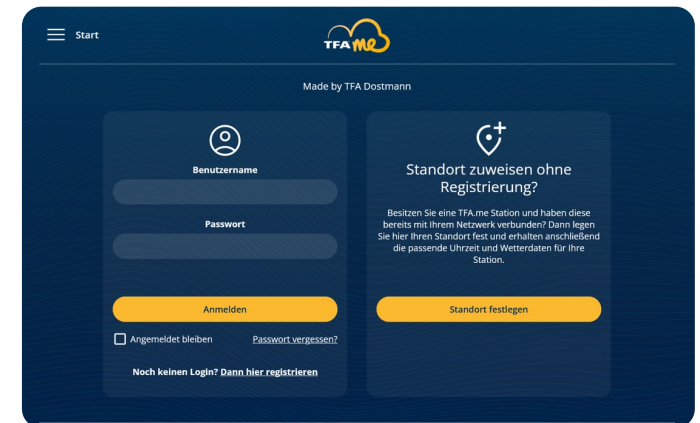 Start
TFA me
Made by TFA Dostmann
Benutzername
Passwort
Anmelden
Angemeldet bleiben
Passwort vergessen?
Noch keinen Login? Dann hier registrieren
Standort zuweisen ohne
Registrierung?
Besitzen Sie eine TFA.me Station und haben diese
bereits mit Ihrem Netzwerk verbunden? Dann legen
Sie hier Ihren Standort fest und erhalten anschließend
die passende Uhrzeit und Wetterdaten für Ihre
Station.
Standort festlegen